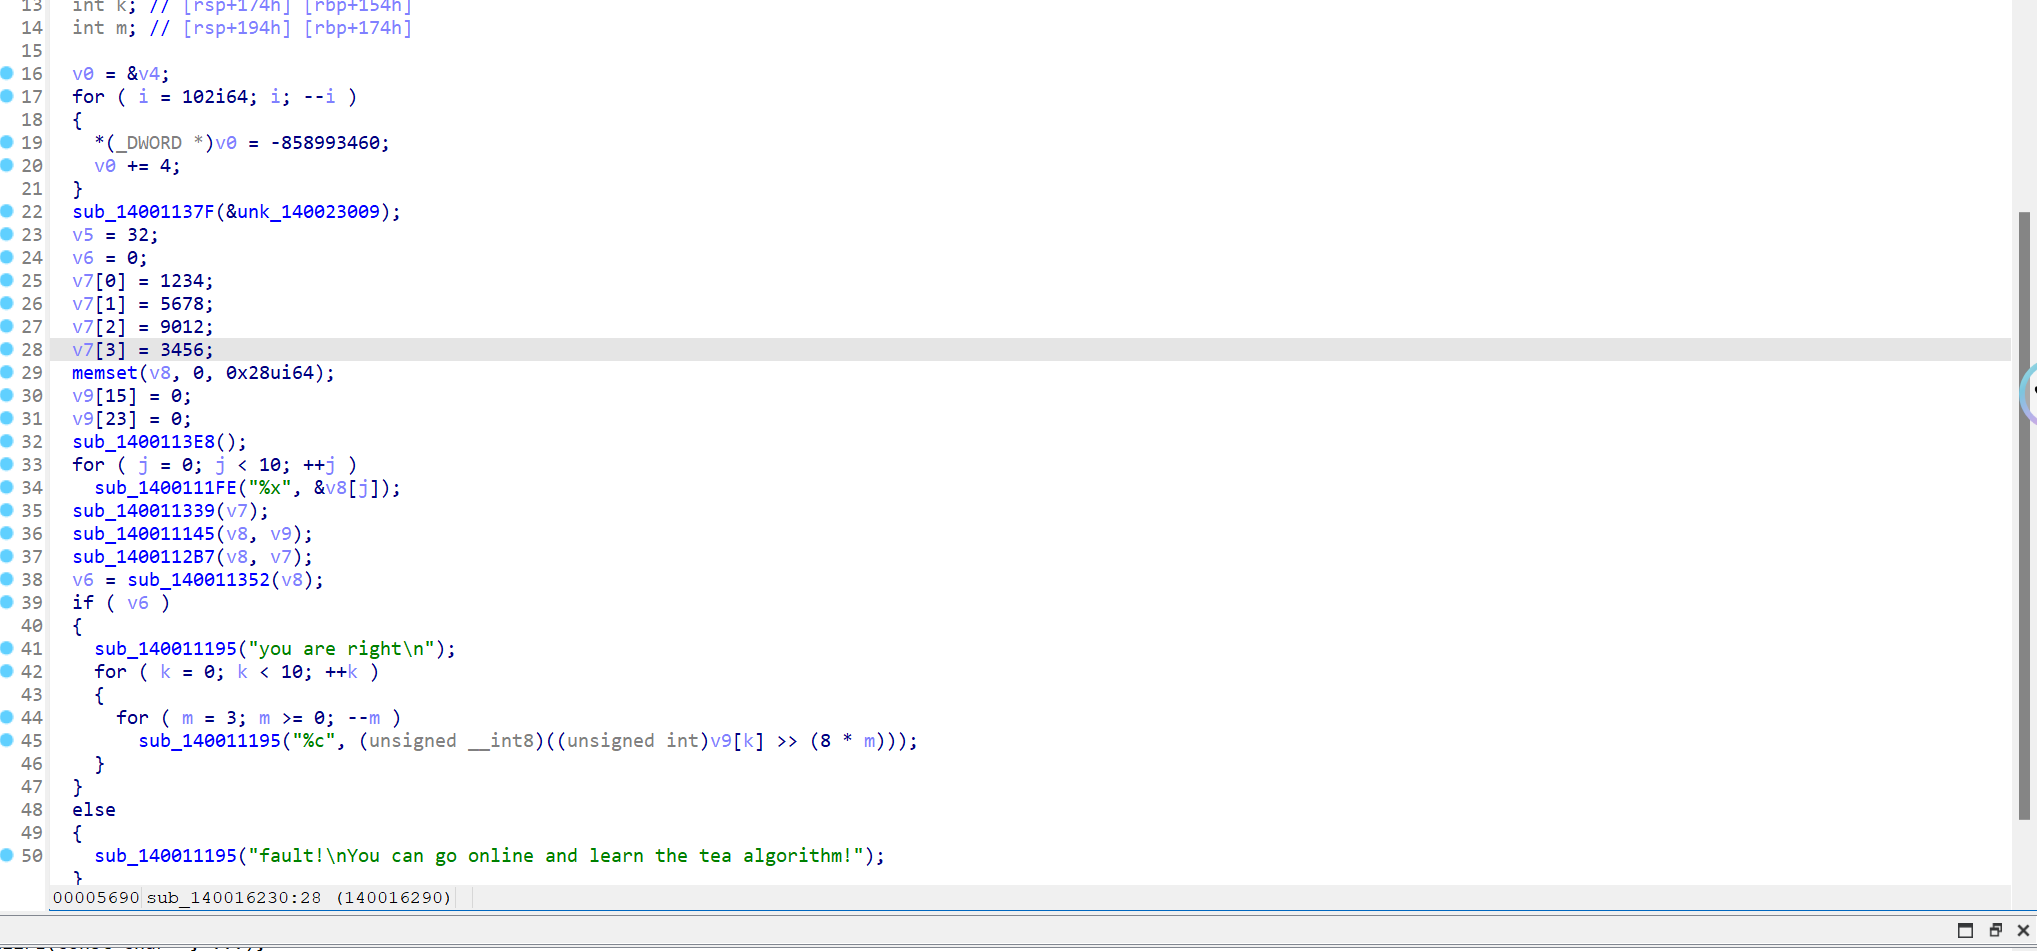 13 int k; // [rsp+174h] [rbp+154h]
14 int m; // [rsp+194h] [rbp+174h]
15
16 v0 = &v4;
17 for ( i = 102i64; i; --i )
18 {
19 *(_DWORD *)v0 = -858993460;
20 v0 += 4;
21 }
22 sub_14001137F(&unk_140023009);
23 v5 = 32;
24 v6 = 0;
25 v7[0] = 1234;
26 v7[1] = 5678;
27 v7[2] = 9012;
28 v7[3] = 3456;
29 memset(v8, 0, 0x28ui64);
30 v9[15] = 0;
31 v9[23] = 0;
32 sub_1400113E8();
33 for ( j = 0; j < 10; ++j )
34 sub_1400111FE("%x", &v8[j]);
35 sub_140011339(v7);
36 sub_140011145(v8, v9);
37 sub_1400112B7(v8, v7);
38 v6 = sub_140011352(v8);
39 if ( v6 )
40 {
41 sub_140011195("you are right\n");
42 for ( k = 0; k < 10; ++k )
43 {
44 for ( m = 3; m >= 0; --m )
45 sub_140011195("%c", (unsigned __int8)((unsigned int)v9[k] >> (8 * m)));
46 }
47 }
48 else
49 {
50 sub_140011195("fault!\nYou can go online and learn the tea algorithm!");
}
00005690 sub_140016230:28 (140016290)